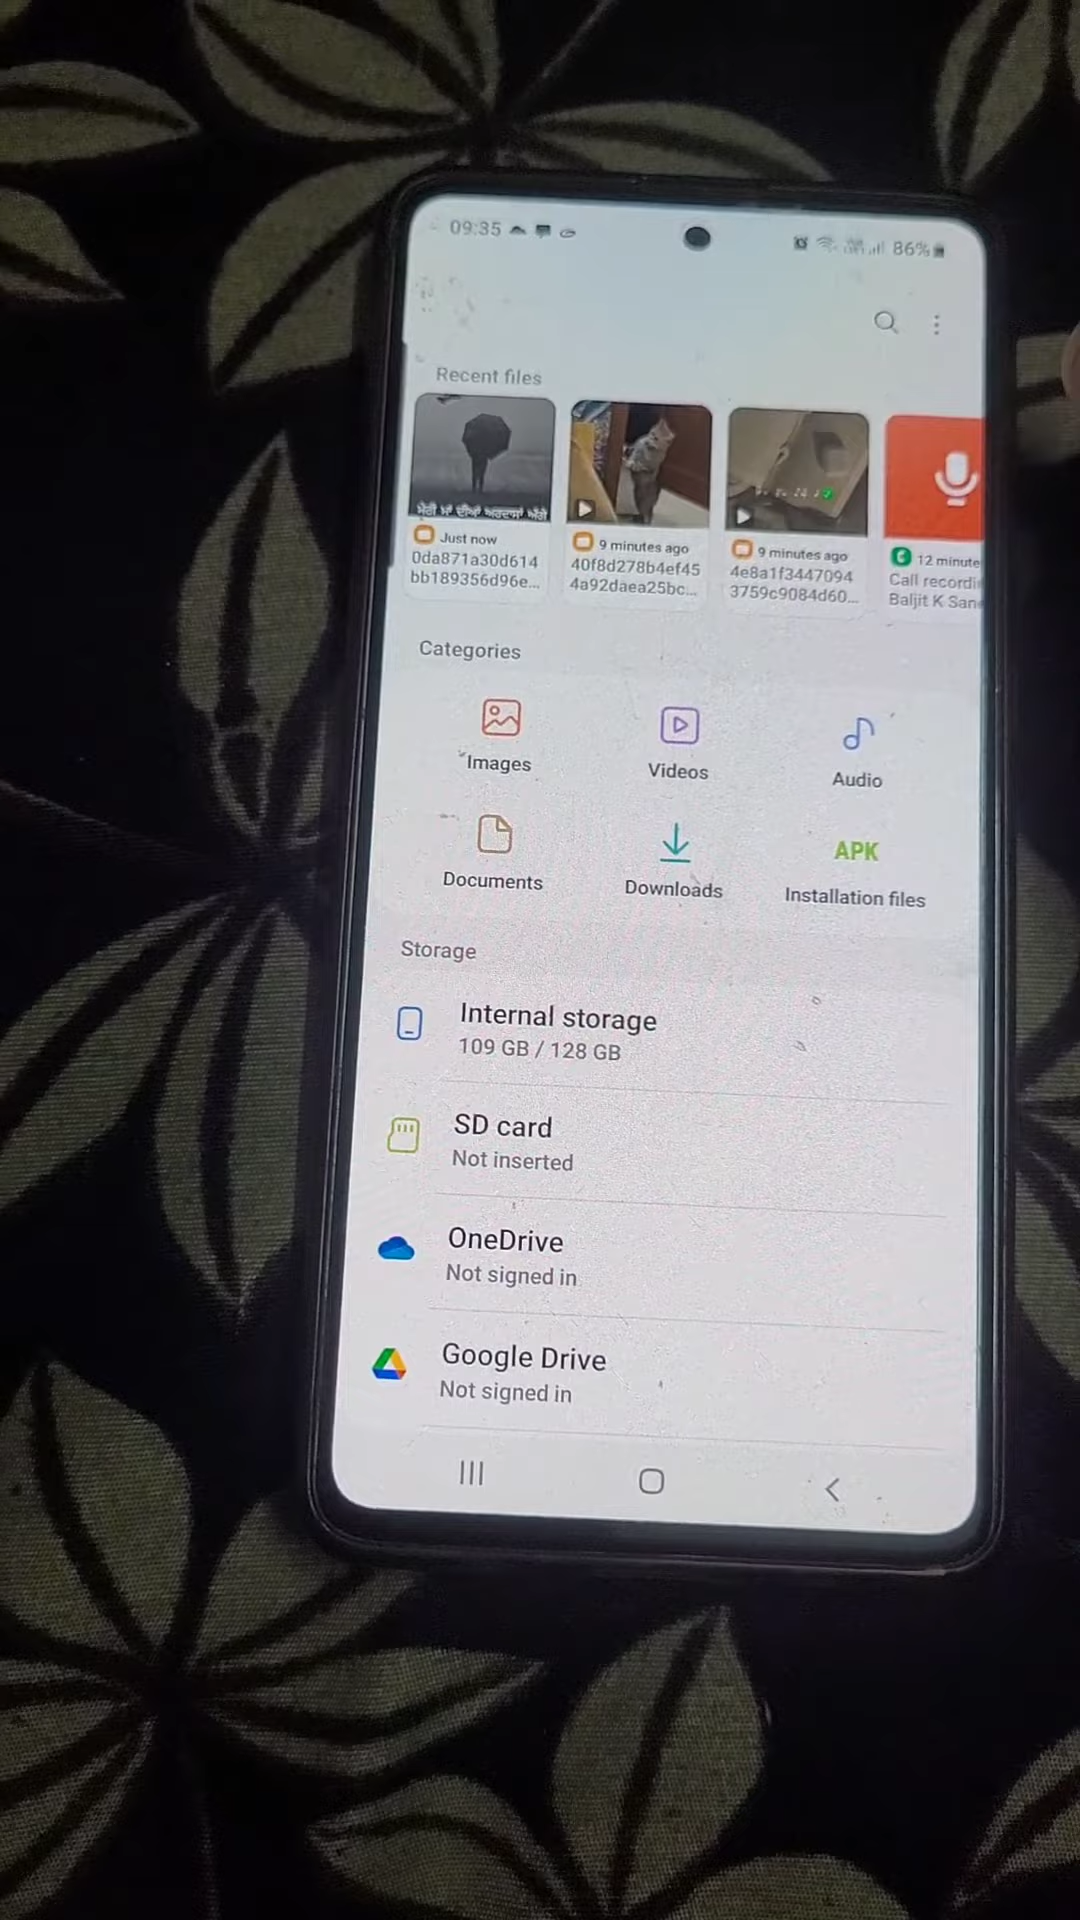 09:35
86%
Recent files
ਮੇਰੀ ਮਾਂ ਦੀਆਂ ਅਰਦਾਸਾਂ ਅੱਗੇ
Just now
0da871a30d614
bb189356d96e...
9 minutes ago
40f8d278b4ef45
4a92daea25bc...
9 minutes ago
4e8a1f3447094
3759c9084d60...
12 minute
Call recordi
Baljit K San
Categories
Images
Videos
Audio
Documents
Downloads
APK
Installation files
Storage
Internal storage
109 GB / 128 GB
SD card
Not inserted
OneDrive
Not signed in
Google Drive
Not signed in